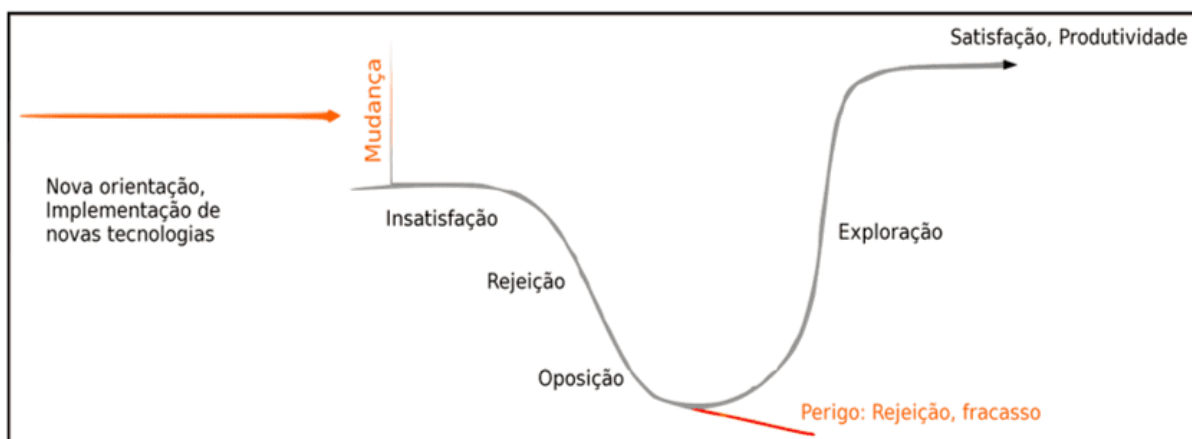 Satisfação, Produtividade
Mudança
Nova orientação,
Implementação de
novas tecnologias
Insatisfação
Rejeição
Oposição
Exploração
Perigo: Rejeição, fracasso